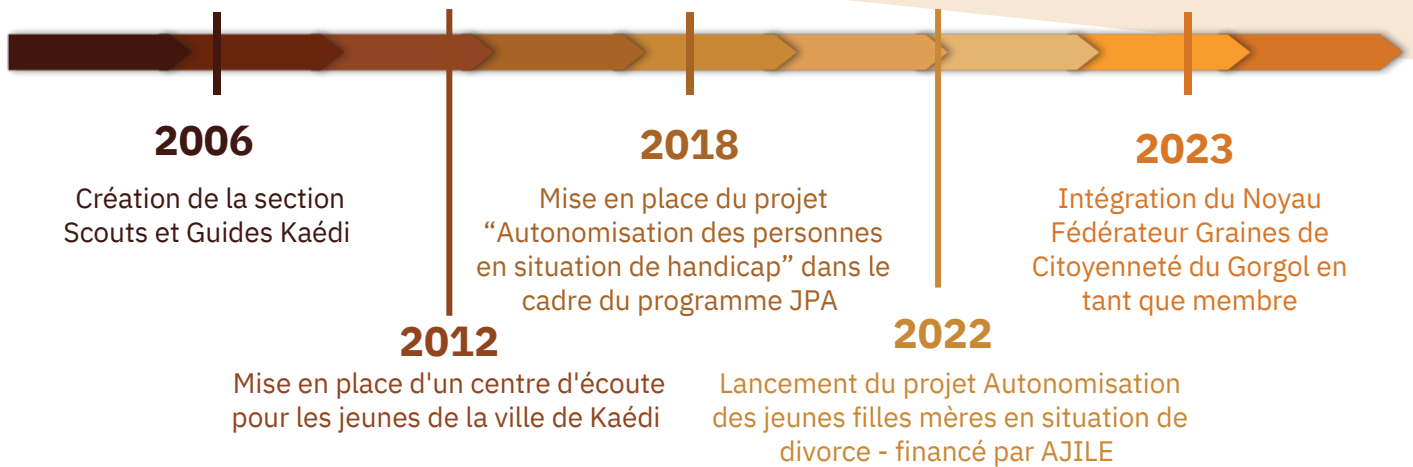 2006
Création de la section
Scouts et Guides Kaédi
2012
Mise en place d'un centre d'écoute
pour les jeunes de la ville de Kaédi
2018
Mise en place du projet
“Autonomisation des personnes
en situation de handicap” dans le
cadre du programme JPA
2022
Lancement du projet Autonomisation
des jeunes filles mères en situation de
divorce - financé par AJILE
2023
Intégration du Noyau
Fédérateur Graines de
Citoyenneté du Gorgol en
tant que membre